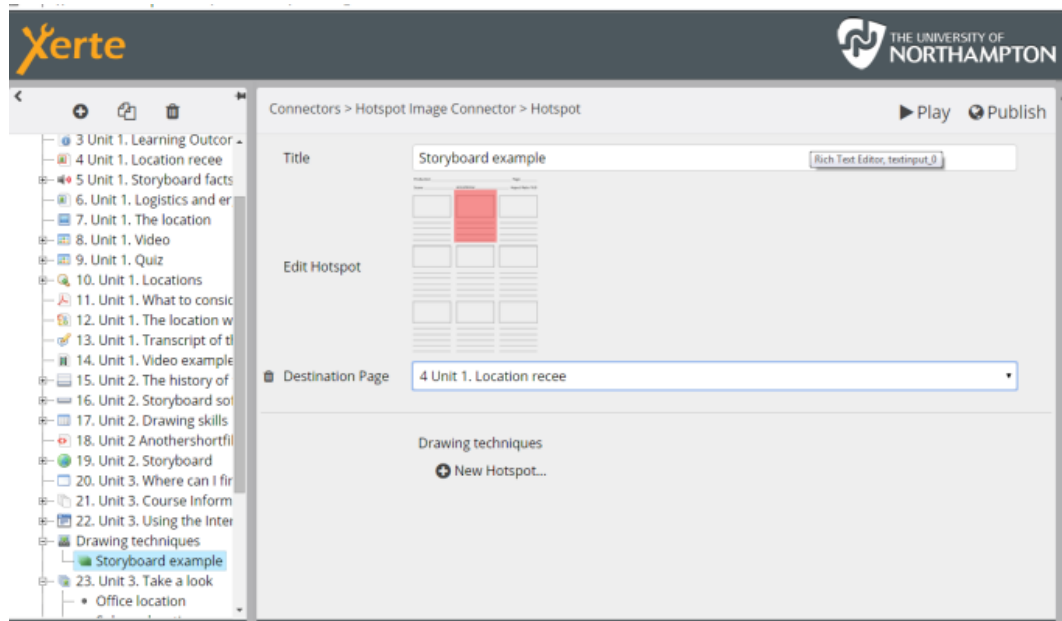 Xerte
THE UNIVERSITY OF
NORTHAMPTON
3 Unit 1. Learning Outcor
4 Unit 1. Location recee
5 Unit 1. Storyboard facts
6. Unit 1. Logistics and er
7. Unit 1. The location
8. Unit 1. Video
9. Unit 1. Quiz
10. Unit 1. Locations
11. Unit 1. What to consic
12. Unit 1. The location w
13. Unit 1. Transcript of tl
14. Unit 1. Video example
15. Unit 2. The history of
16. Unit 2. Storyboard sof
17. Unit 2. Drawing skills
18. Unit 2 Anothershortfil
19. Unit 2. Storyboard
20. Unit 3. Where can I fir
21. Unit 3. Course Inform
22. Unit 3. Using the Inter
Drawing techniques
Storyboard example
23. Unit 3. Take a look
Office location
Connectors > Hotspot Image Connector > Hotspot
Play Publish
Title Storyboard example
Rich Text Editor, textinput_0
Edit Hotspot
Destination Page 4 Unit 1. Location recee
Drawing techniques
New Hotspot...